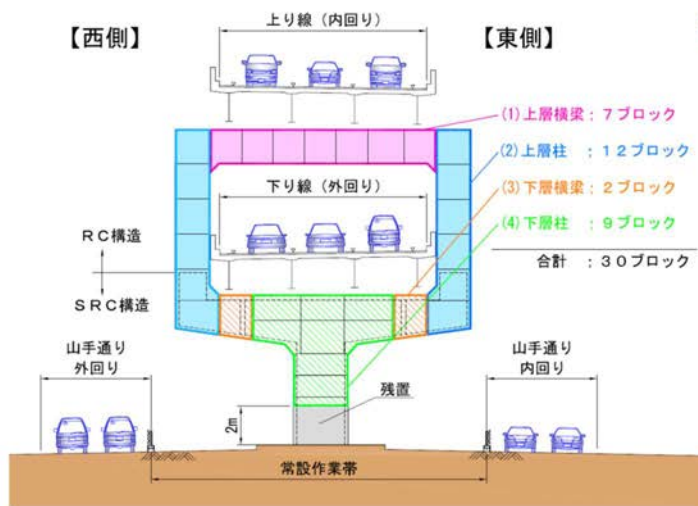 【西側】
上り線（内回り）
【東側】
(1)上層横梁：7ブロック
(2)上層柱　：12ブロック
(3)下層横梁：2ブロック
(4)下層柱　：9ブロック
合計　：30ブロック
下り線（外回り）
RC構造
SRC構造
山手通り
外回り
山手通り
内回り
残置
2m
常設作業帯